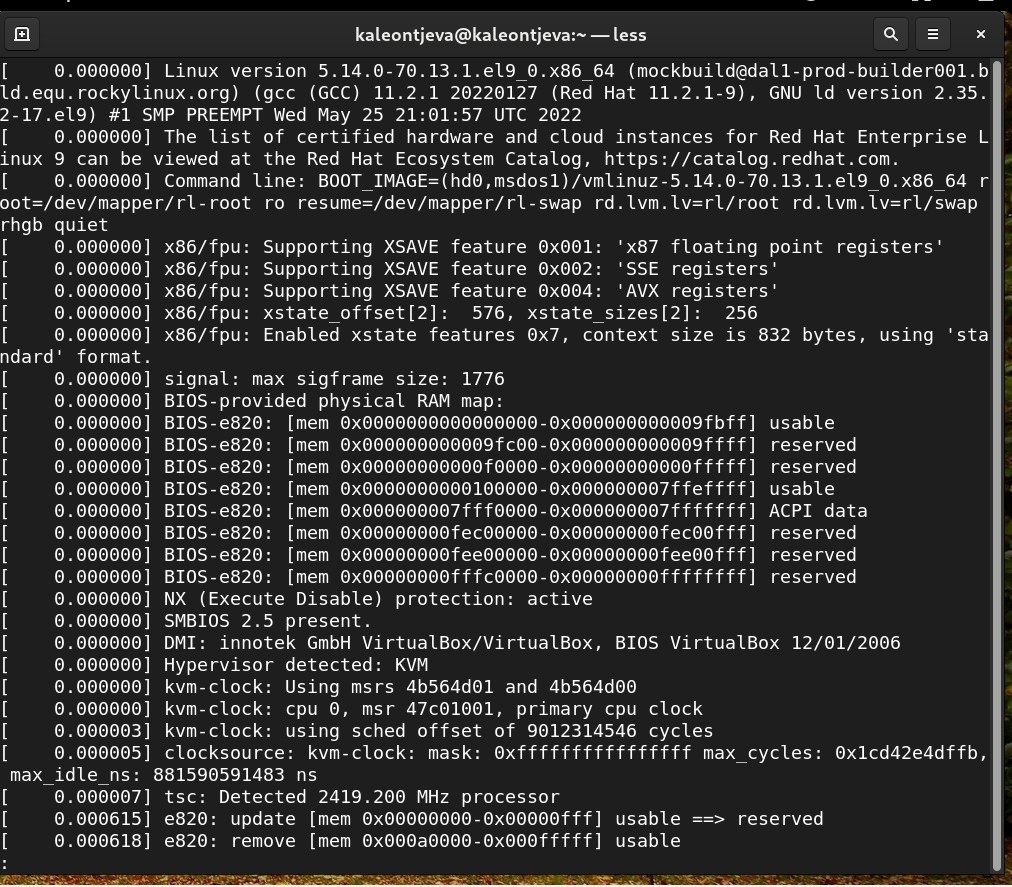 kaleontjeva@kaleontjeva:~ — less
[    0.000000] Linux version 5.14.0-70.13.1.el9_0.x86_64 (mockbuild@dal1-prod-builder001.b
ld.equ.rockylinux.org) (gcc (GCC) 11.2.1 20220127 (Red Hat 11.2.1-9), GNU ld version 2.35.
2-17.el9) #1 SMP PREEMPT Wed May 25 21:01:57 UTC 2022
[    0.000000] The list of certified hardware and cloud instances for Red Hat Enterprise L
inux 9 can be viewed at the Red Hat Ecosystem Catalog, https://catalog.redhat.com.
[    0.000000] Command line: BOOT_IMAGE=(hd0,msdos1)/vmlinuz-5.14.0-70.13.1.el9_0.x86_64 r
oot=/dev/mapper/rl-root ro resume=/dev/mapper/rl-swap rd.lvm.lv=rl/root rd.lvm.lv=rl/swap
rhgb quiet
[    0.000000] x86/fpu: Supporting XSAVE feature 0x001: 'x87 floating point registers'
[    0.000000] x86/fpu: Supporting XSAVE feature 0x002: 'SSE registers'
[    0.000000] x86/fpu: Supporting XSAVE feature 0x004: 'AVX registers'
[    0.000000] x86/fpu: xstate_offset[2]:  576, xstate_sizes[2]:  256
[    0.000000] x86/fpu: Enabled xstate features 0x7, context size is 832 bytes, using 'sta
ndard' format.
[    0.000000] signal: max sigframe size: 1776
[    0.000000] BIOS-provided physical RAM map:
[    0.000000] BIOS-e820: [mem 0x0000000000000000-0x000000000009fbff] usable
[    0.000000] BIOS-e820: [mem 0x000000000009fc00-0x000000000009ffff] reserved
[    0.000000] BIOS-e820: [mem 0x00000000000f0000-0x00000000000fffff] reserved
[    0.000000] BIOS-e820: [mem 0x0000000000100000-0x000000007ffeffff] usable
[    0.000000] BIOS-e820: [mem 0x000000007fff0000-0x000000007fffffff] ACPI data
[    0.000000] BIOS-e820: [mem 0x00000000fec00000-0x00000000fec00fff] reserved
[    0.000000] BIOS-e820: [mem 0x00000000fee00000-0x00000000fee00fff] reserved
[    0.000000] BIOS-e820: [mem 0x00000000fffc0000-0x00000000ffffffff] reserved
[    0.000000] NX (Execute Disable) protection: active
[    0.000000] SMBIOS 2.5 present.
[    0.000000] DMI: innotek GmbH VirtualBox/VirtualBox, BIOS VirtualBox 12/01/2006
[    0.000000] Hypervisor detected: KVM
[    0.000000] kvm-clock: Using msrs 4b564d01 and 4b564d00
[    0.000000] kvm-clock: cpu 0, msr 47c01001, primary cpu clock
[    0.000003] kvm-clock: using sched offset of 9012314546 cycles
[    0.000005] clocksource: kvm-clock: mask: 0xffffffffffffffff max_cycles: 0x1cd42e4dffb,
 max_idle_ns: 881590591483 ns
[    0.000007] tsc: Detected 2419.200 MHz processor
[    0.000615] e820: update [mem 0x00000000-0x00000fff] usable ==> reserved
[    0.000618] e820: remove [mem 0x000a0000-0x000fffff] usable
: